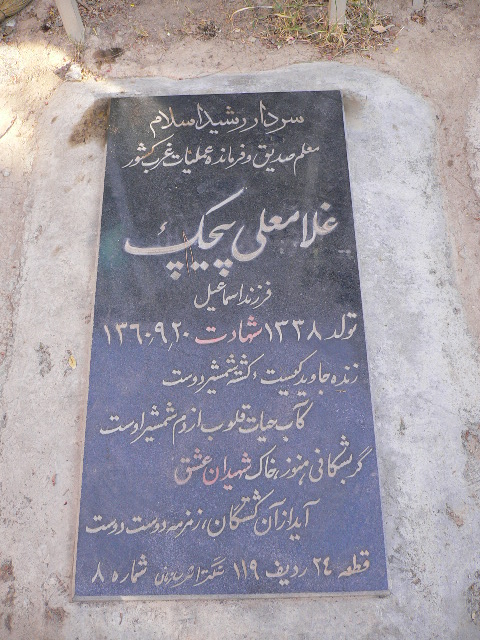 سردار رشید اسلام
معلم صدیق و فرمانده عملیات غرب کشور
غلامعلی پیچک
فرزند اسماعیل
تولد ۱۳۳۸ شهادت ۱۳۶۰٫۹٫۲۰
زنده جاوید کیست، کشته شمشیر دوست
کآب حیات قلوب از دم شمشیر اوست
گر بشکافی هنوز، خاک شهیدان عشق
آید از آن کشتگان، زمزمه دوست دوست
قطعه ۲۴ ردیف ۱۱۹ شماره ۸